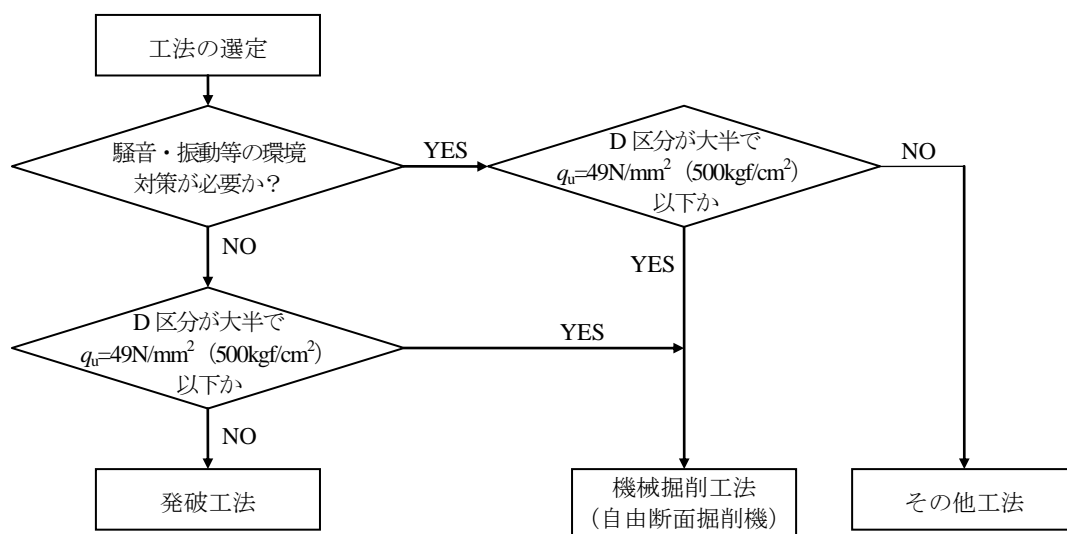 工法の選定
騒音・振動等の環境
対策が必要か？
YES
D 区分が大半で
qu=49N/mm² （500kgf/cm²）
以下か
NO
NO
YES
D 区分が大半で
qu=49N/mm² （500kgf/cm²）
以下か
YES
NO
発破工法
機械掘削工法
（自由断面掘削機）
その他工法